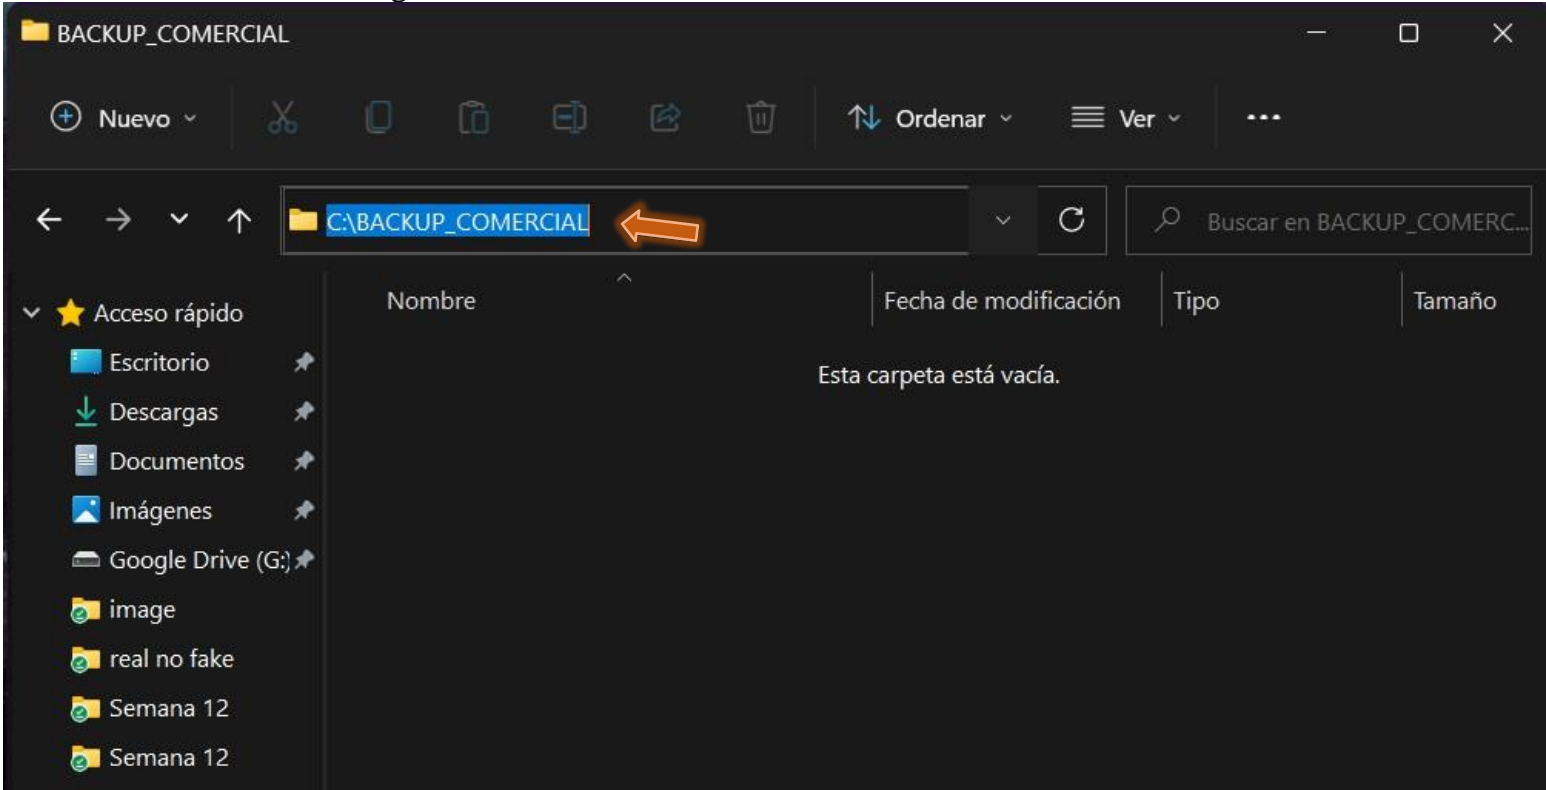 BACKUP_COMERCIAL
Nuevo
Ordenar
Ver
C:\BACKUP_COMERCIAL
Buscar en BACKUP_COMERC...
Acceso rápido
Nombre
Fecha de modificación
Tipo
Tamaño
Escritorio
Esta carpeta está vacía.
Descargas
Documentos
Imágenes
Google Drive (G:)
image
real no fake
Semana 12
Semana 12